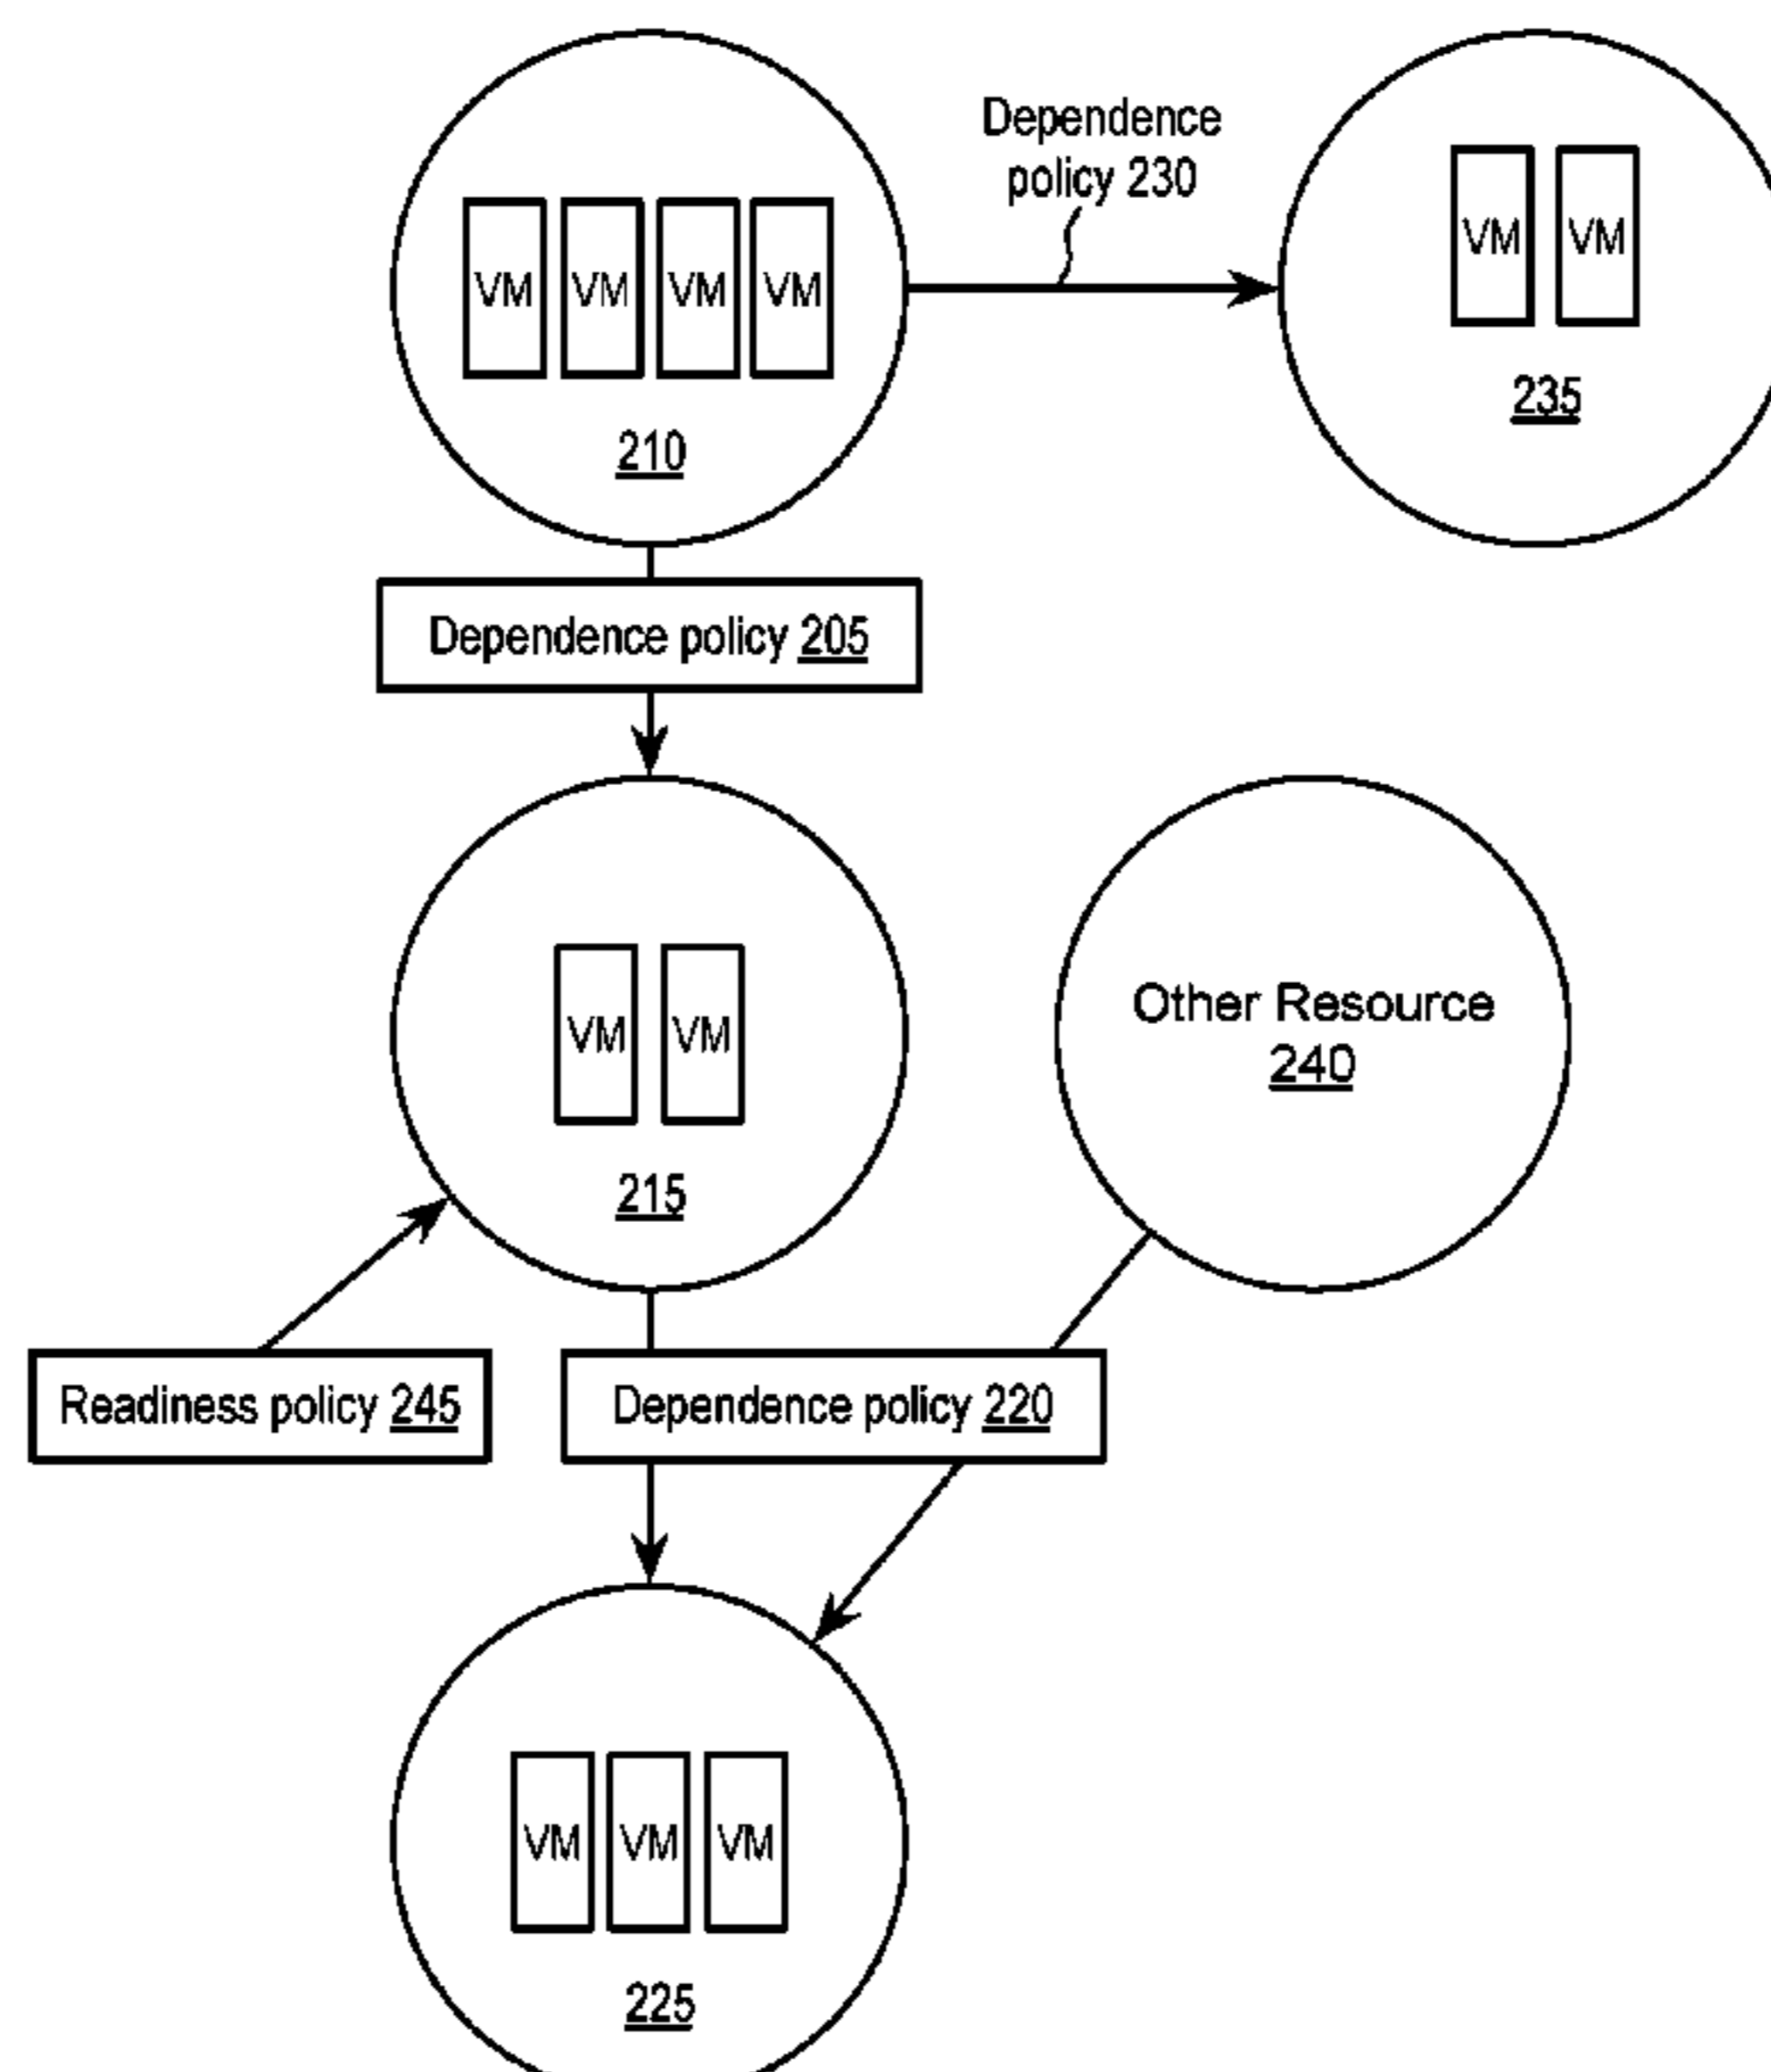 Dependence
policy 230
VM VM VM VM
VM VM
210
235
Dependence policy 205
VM VM
215
Other Resource
240
Readiness policy 245
Dependence policy 220
VM VM VM
225